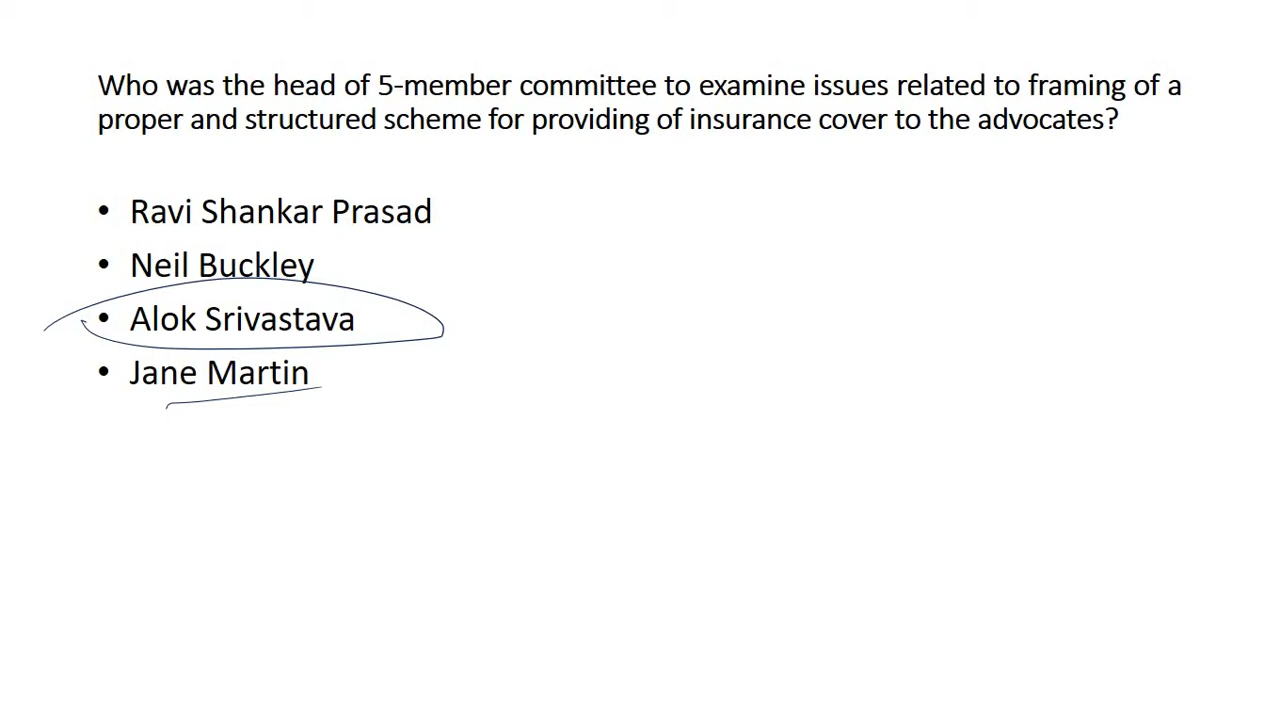 Who was the head of 5-member committee to examine issues related to framing of a
proper and structured scheme for providing of insurance cover to the advocates?
• Ravi Shankar Prasad
• Neil Buckley
• Alok Srivastava
• Jane Martin